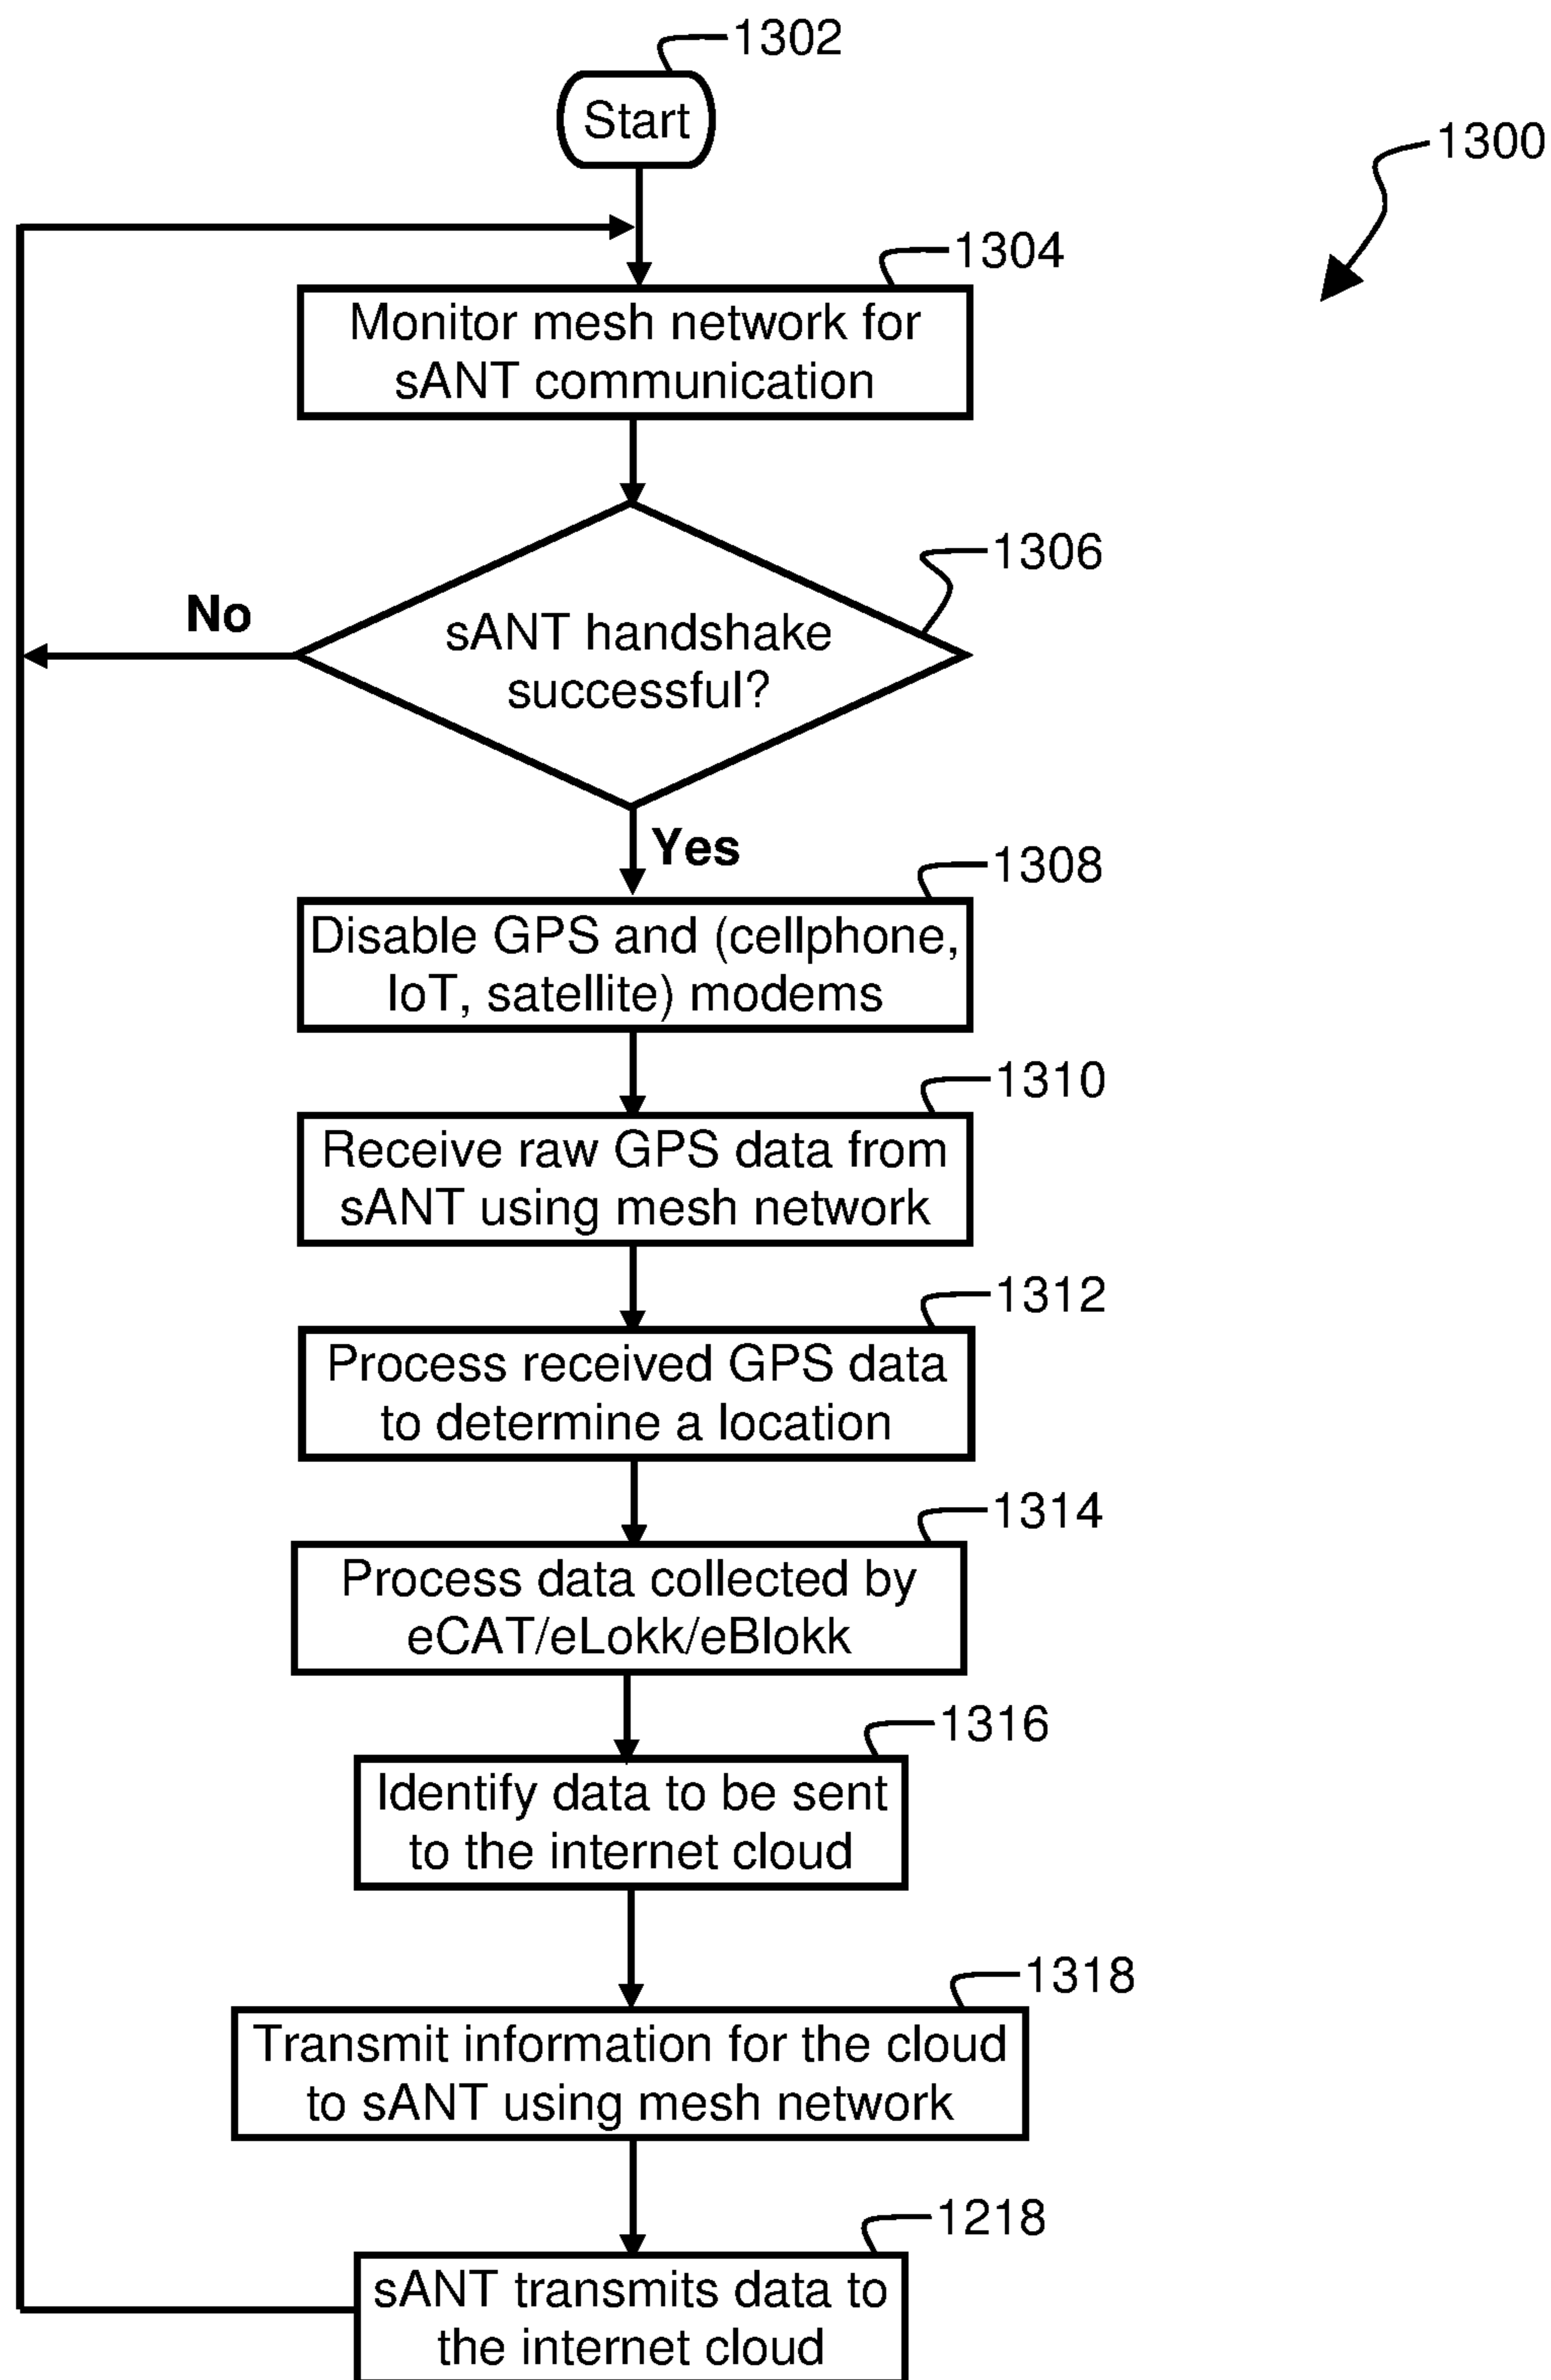 1302
Start
1300
1304
Monitor mesh network for
sANT communication
1306
No
sANT handshake
successful?
Yes
1308
Disable GPS and (cellphone,
IoT, satellite) modems
1310
Receive raw GPS data from
sANT using mesh network
1312
Process received GPS data
to determine a location
1314
Process data collected by
eCAT/eLokk/eBlokk
1316
Identify data to be sent
to the internet cloud
1318
Transmit information for the cloud
to sANT using mesh network
1218
sANT transmits data to
the internet cloud